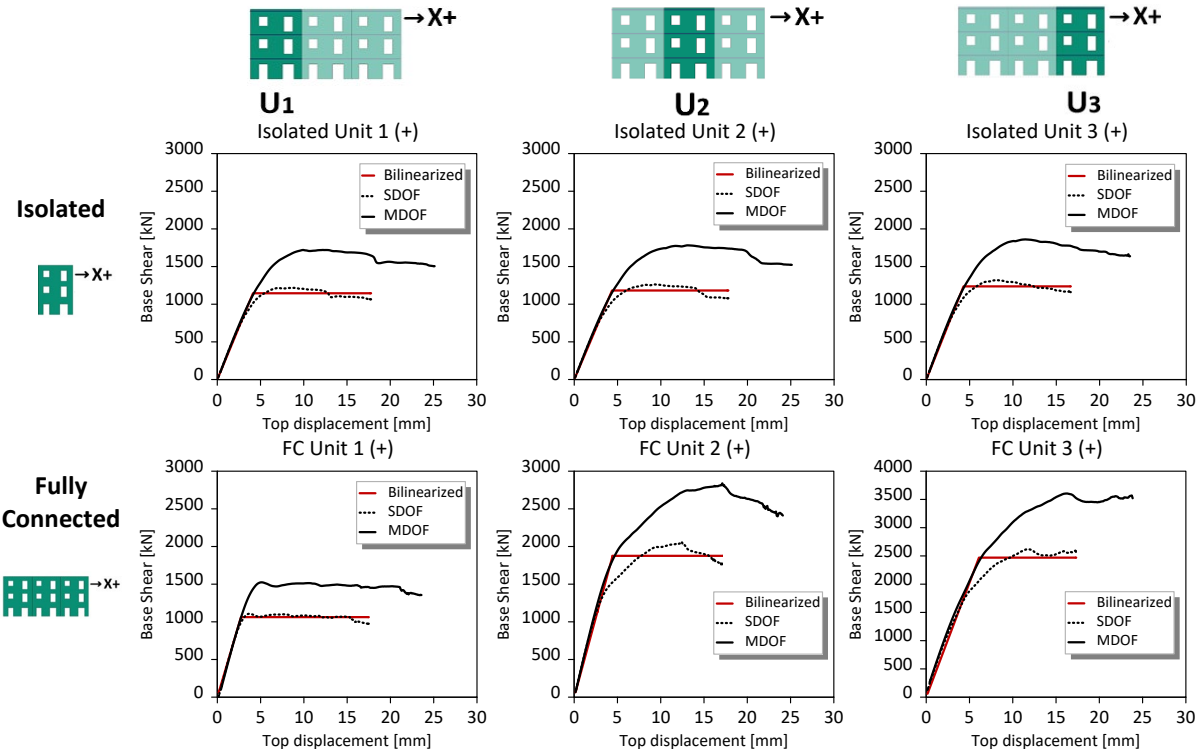 →X+
→X+
→X+
U1
U2
U3
Isolated
→X+
Isolated Unit 1 (+)
Base Shear [kN]
3000
2500
2000
1500
1000
500
0
Bilinearized
SDOF
MDOF
0 5 10 15 20 25 30
Top displacement [mm]
Isolated Unit 2 (+)
Base Shear [kN]
3000
2500
2000
1500
1000
500
0
Bilinearized
SDOF
MDOF
0 5 10 15 20 25 30
Top displacement [mm]
Isolated Unit 3 (+)
Base Shear [kN]
3000
2500
2000
1500
1000
500
0
Bilinearized
SDOF
MDOF
0 5 10 15 20 25 30
Top displacement [mm]
Fully
Connected
→X+
FC Unit 1 (+)
Base Shear [kN]
3000
2500
2000
1500
1000
500
0
Bilinearized
SDOF
MDOF
0 5 10 15 20 25 30
Top displacement [mm]
FC Unit 2 (+)
Base Shear [kN]
3000
2500
2000
1500
1000
500
0
Bilinearized
SDOF
MDOF
0 5 10 15 20 25 30
Top displacement [mm]
FC Unit 3 (+)
Base Shear [kN]
4000
3500
3000
2500
2000
1500
1000
500
0
Bilinearized
SDOF
MDOF
0 5 10 15 20 25 30
Top displacement [mm]